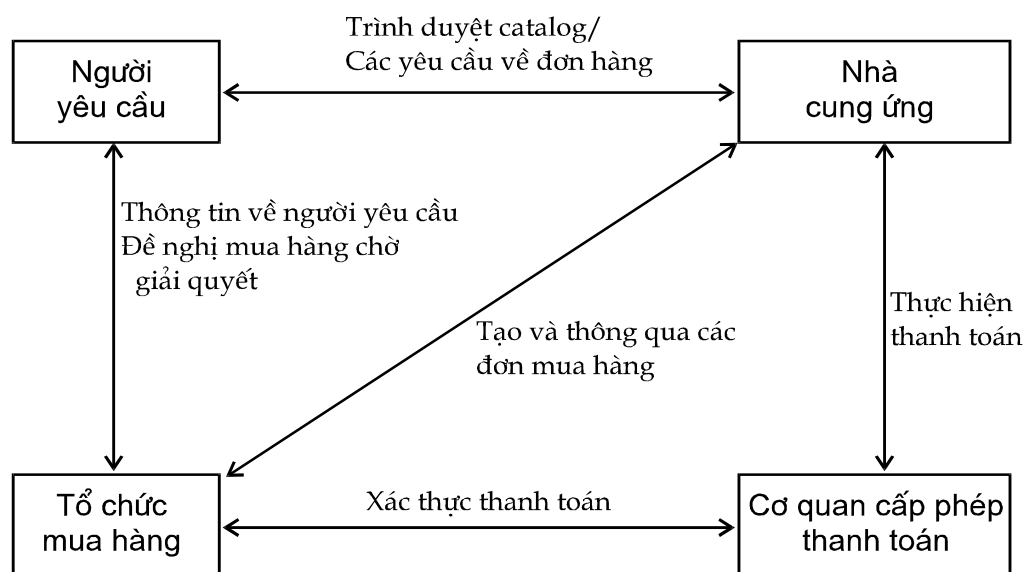 Trình duyệt catalog/
Các yêu cầu về đơn hàng
Người
yêu cầu
Nhà
cung ứng
Thông tin về người yêu cầu
Đề nghị mua hàng chờ
giải quyết
Tạo và thông qua các
đơn mua hàng
Thực hiện
thanh toán
Tổ chức
mua hàng
Xác thực thanh toán
Cơ quan cấp phép
thanh toán